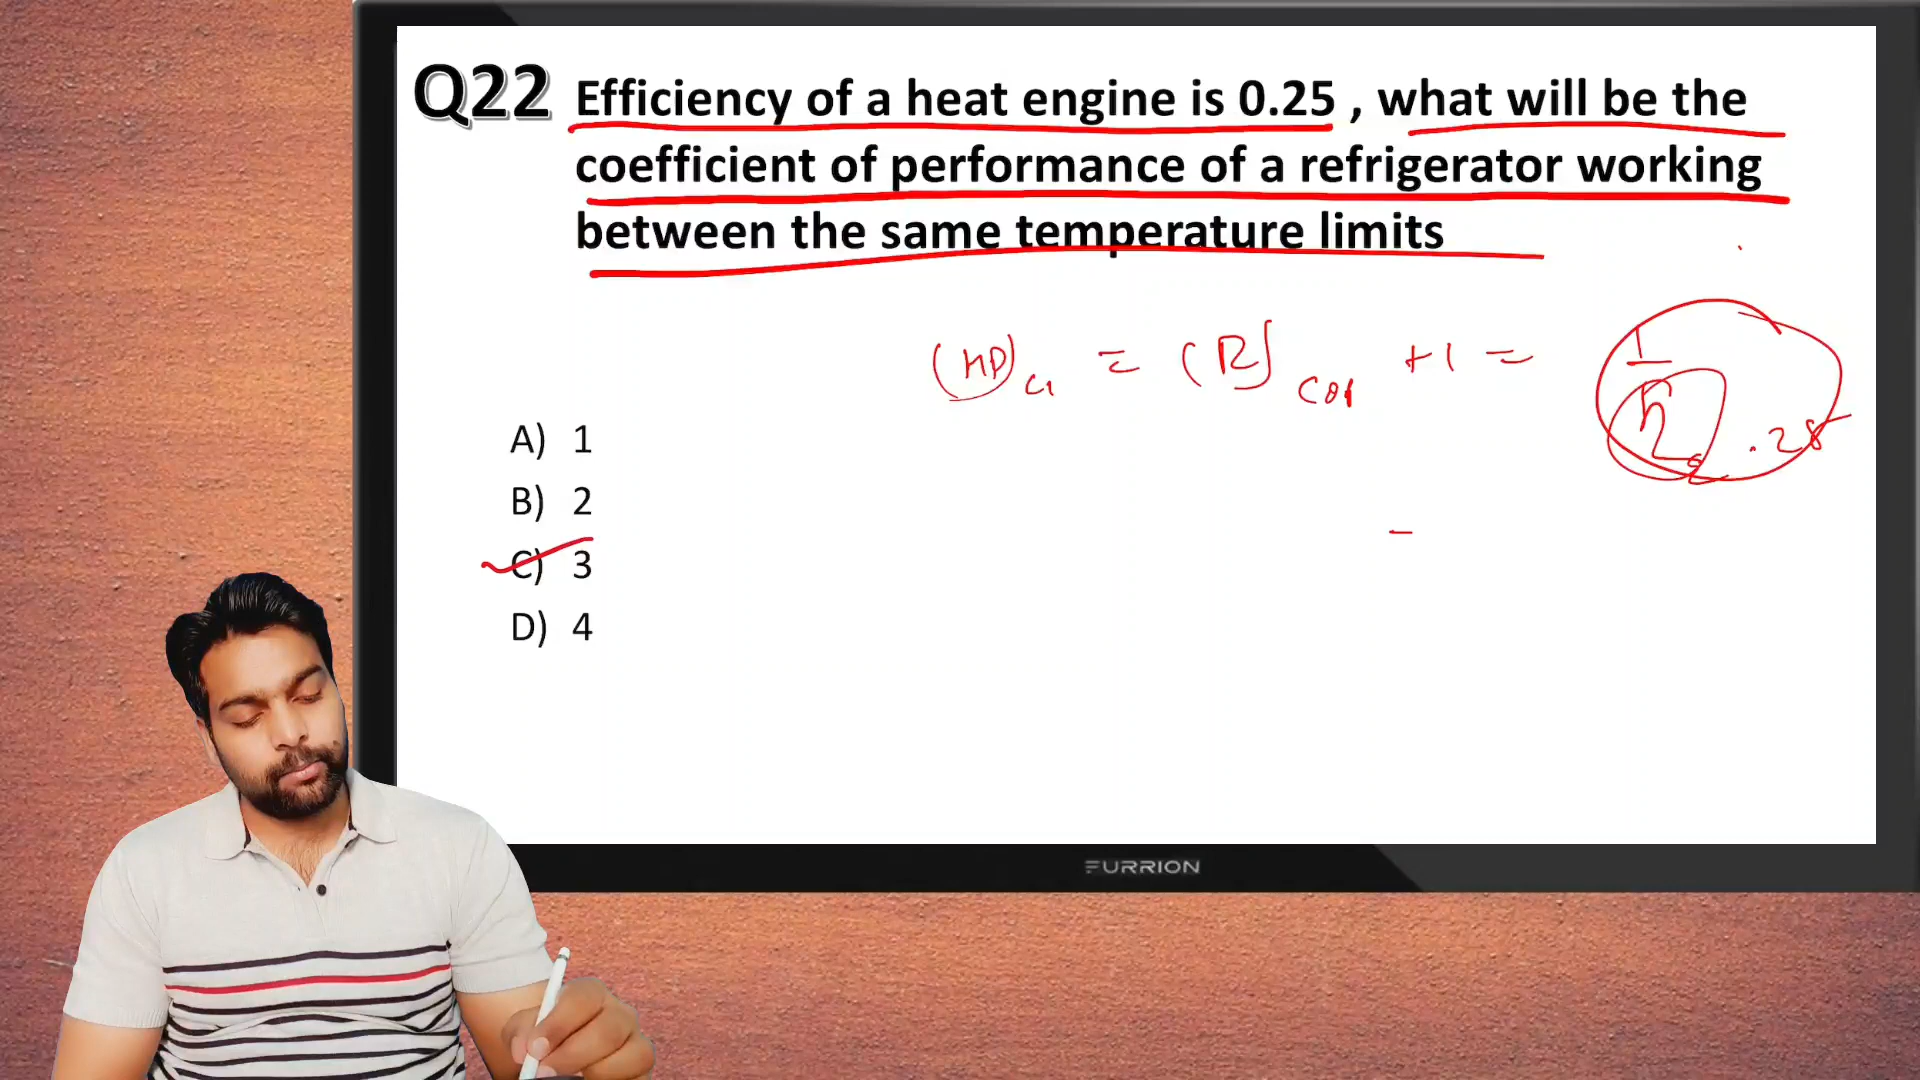 Q22 Efficiency of a heat engine is 0.25 , what will be the
coefficient of performance of a refrigerator working
between the same temperature limits
(HP) = (R) COP +1 = 1
η .25
A) 1
B) 2
C) 3
D) 4
FURRION